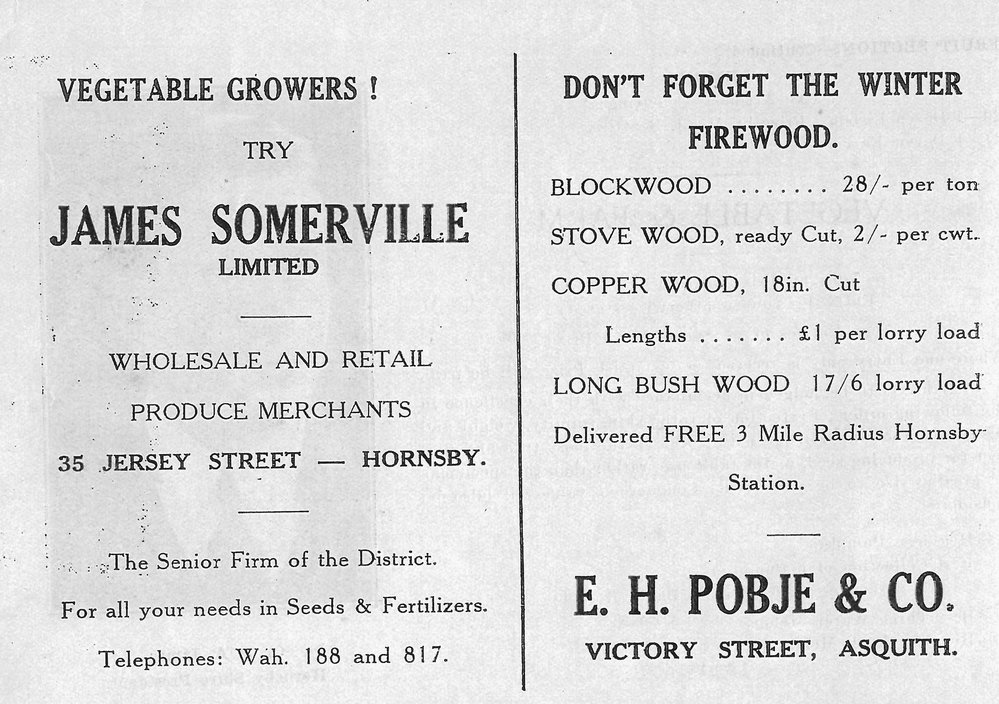 VEGETABLE GROWERS !
TRY
JAMES SOMERVILLE
LIMITED
WHOLESALE AND RETAIL
PRODUCE MERCHANTS
35 JERSEY STREET — HORNSBY.
The Senior Firm of the District.
For all your needs in Seeds & Fertilizers.
Telephones: Wah. 188 and 817.
DON'T FORGET THE WINTER
FIREWOOD.
BLOCKWOOD ........ 28/- per ton
STOVE WOOD, ready Cut, 2/- per cwt.
COPPER WOOD, 18in. Cut
Lengths ....... £1 per lorry load
LONG BUSH WOOD 17/6 lorry load
Delivered FREE 3 Mile Radius Hornsby
Station.
E. H. POBJE & CO.
VICTORY STREET, ASQUITH.